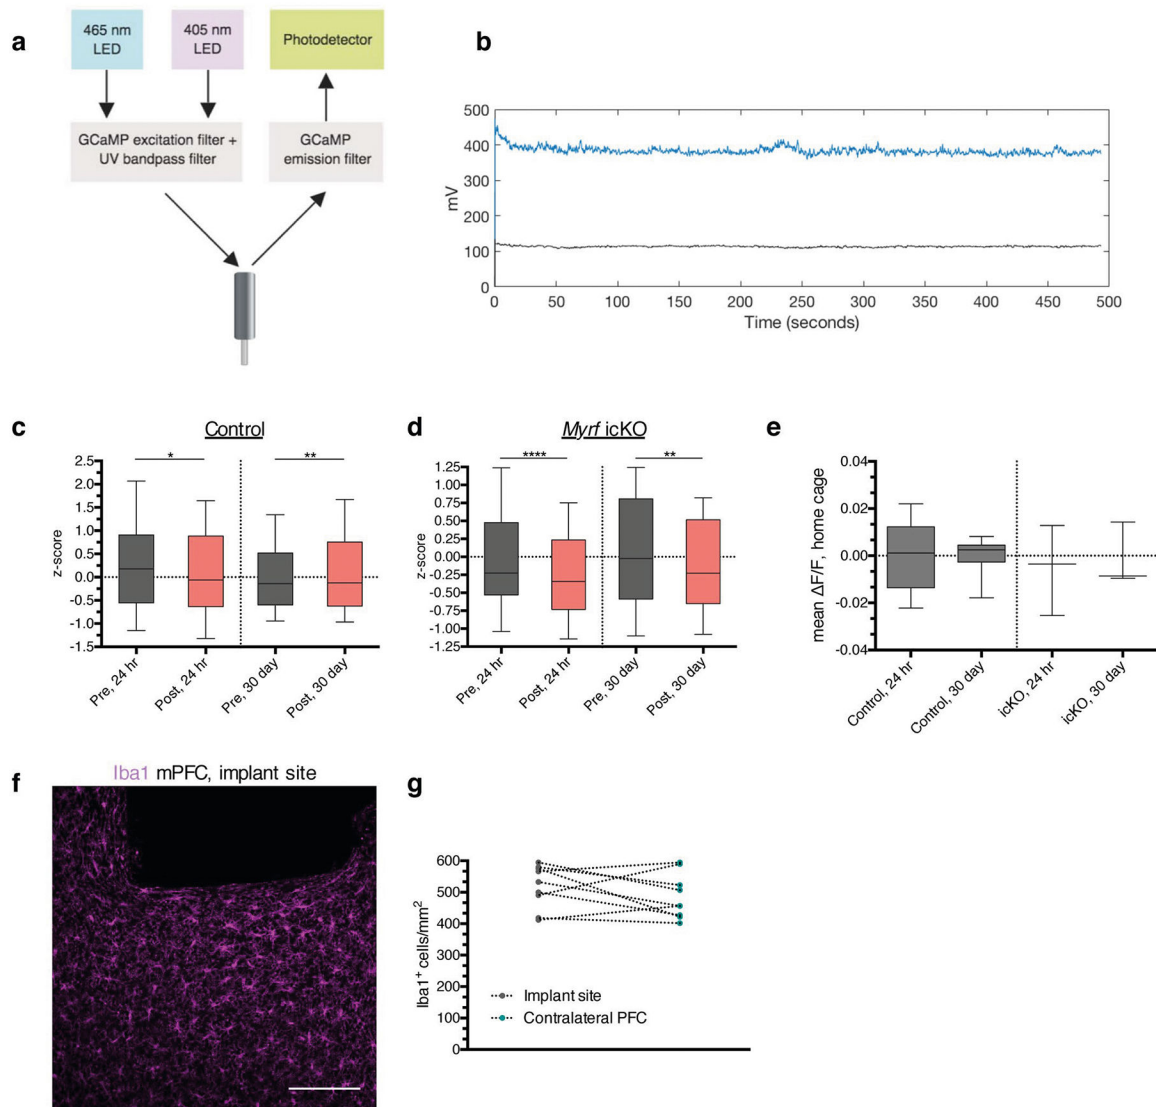 a
465 nm
LED
405 nm
LED
Photodetector
GCaMP excitation filter +
UV bandpass filter
GCaMP
emission filter
b
500
400
300
200
100
0
mV
0 50 100 150 200 250 300 350 400 450 500
Time (seconds)
c
Control
* **
2.5
2.0
1.5
1.0
0.5
0.0
-0.5
-1.0
-1.5
z-score
Pre, 24 hr
Post, 24 hr
Pre, 30 day
Post, 30 day
d
Myrf icKO
**** **
1.25
1.00
0.75
0.50
0.25
0.00
-0.25
-0.50
-0.75
-1.00
-1.25
z-score
Pre, 24 hr
Post, 24 hr
Pre, 30 day
Post, 30 day
e
0.04
0.02
0.00
-0.02
-0.04
mean ΔF/F, home cage
Control, 24 hr
Control, 30 day
icKO, 24 hr
icKO, 30 day
f
Iba1 mPFC, implant site
g
600
500
400
300
200
100
0
Iba1+ cells/mm2
Implant site
Contralateral PFC